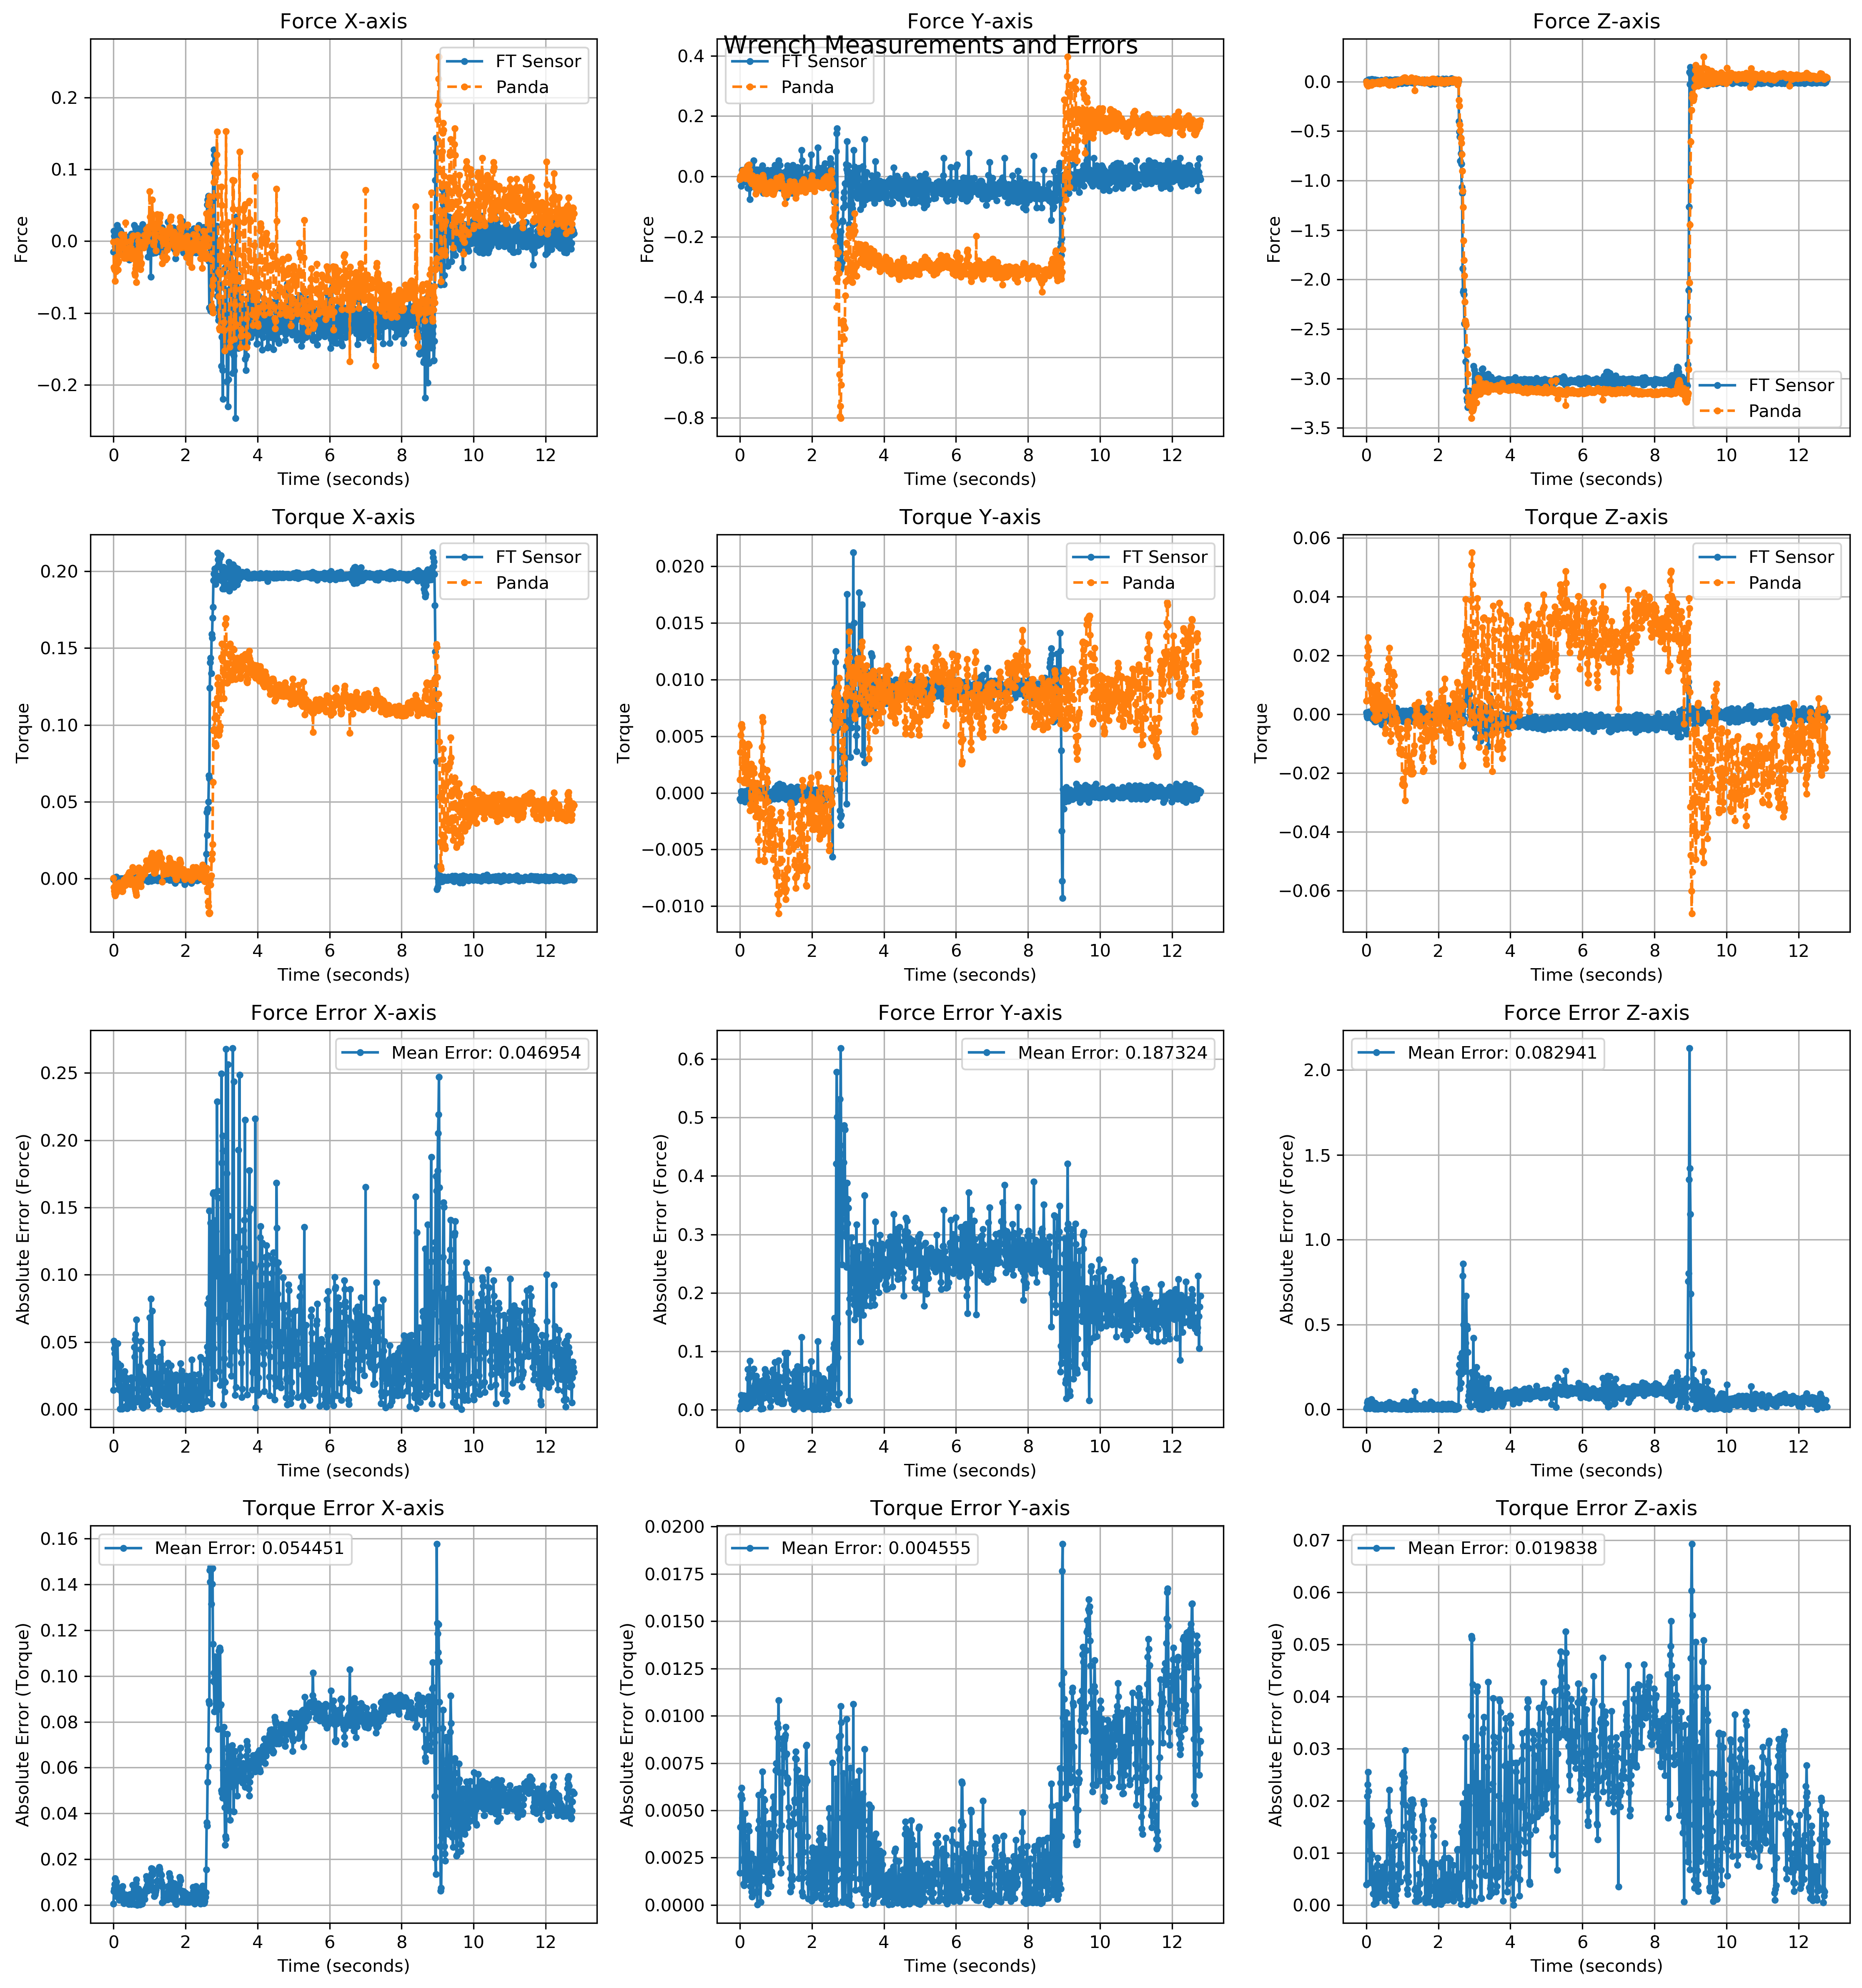 Wrench Measurements and Errors
Force X-axis
FT Sensor
Panda
Force
0.2
0.1
0.0
−0.1
−0.2
0 2 4 6 8 10 12
Time (seconds)
Force Y-axis
FT Sensor
Panda
Force
0.4
0.2
0.0
−0.2
−0.4
−0.6
−0.8
0 2 4 6 8 10 12
Time (seconds)
Force Z-axis
FT Sensor
Panda
Force
0.0
−0.5
−1.0
−1.5
−2.0
−2.5
−3.0
−3.5
0 2 4 6 8 10 12
Time (seconds)
Torque X-axis
FT Sensor
Panda
Torque
0.20
0.15
0.10
0.05
0.00
0 2 4 6 8 10 12
Time (seconds)
Torque Y-axis
FT Sensor
Panda
Torque
0.020
0.015
0.010
0.005
0.000
−0.005
−0.010
0 2 4 6 8 10 12
Time (seconds)
Torque Z-axis
FT Sensor
Panda
Torque
0.06
0.04
0.02
0.00
−0.02
−0.04
−0.06
0 2 4 6 8 10 12
Time (seconds)
Force Error X-axis
Mean Error: 0.046954
Absolute Error (Force)
0.25
0.20
0.15
0.10
0.05
0.00
0 2 4 6 8 10 12
Time (seconds)
Force Error Y-axis
Mean Error: 0.187324
Absolute Error (Force)
0.6
0.5
0.4
0.3
0.2
0.1
0.0
0 2 4 6 8 10 12
Time (seconds)
Force Error Z-axis
Mean Error: 0.082941
Absolute Error (Force)
2.0
1.5
1.0
0.5
0.0
0 2 4 6 8 10 12
Time (seconds)
Torque Error X-axis
Mean Error: 0.054451
Absolute Error (Torque)
0.16
0.14
0.12
0.10
0.08
0.06
0.04
0.02
0.00
0 2 4 6 8 10 12
Time (seconds)
Torque Error Y-axis
Mean Error: 0.004555
Absolute Error (Torque)
0.0200
0.0175
0.0150
0.0125
0.0100
0.0075
0.0050
0.0025
0.0000
0 2 4 6 8 10 12
Time (seconds)
Torque Error Z-axis
Mean Error: 0.019838
Absolute Error (Torque)
0.07
0.06
0.05
0.04
0.03
0.02
0.01
0.00
0 2 4 6 8 10 12
Time (seconds)